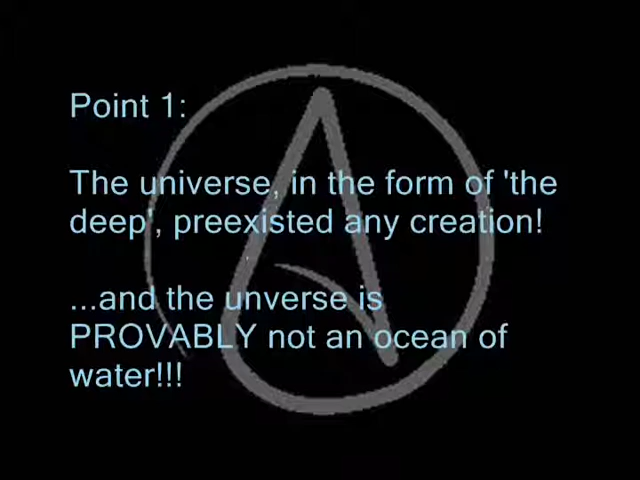 Point 1:
The universe, in the form of 'the
deep', preexisted any creation!
...and the unverse is
PROVABLY not an ocean of
water!!!